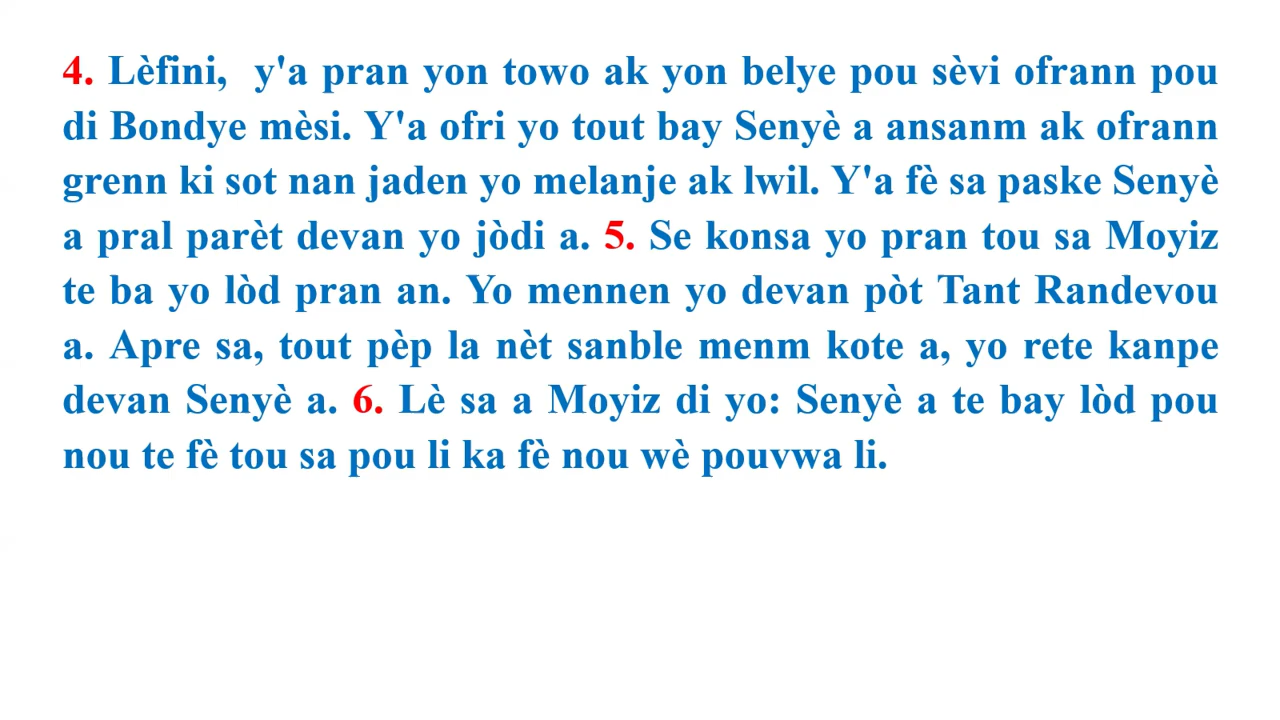 4. Lèfini,  y'a pran yon towo ak yon belye pou sèvi ofrann pou
di Bondye mèsi. Y'a ofri yo tout bay Senyè a ansanm ak ofrann
grenn ki sot nan jaden yo melanje ak lwil. Y'a fè sa paske Senyè
a pral parèt devan yo jòdi a. 5. Se konsa yo pran tou sa Moyiz
te ba yo lòd pran an. Yo mennen yo devan pòt Tant Randevou
a. Apre sa, tout pèp la nèt sanble menm kote a, yo rete kanpe
devan Senyè a. 6. Lè sa a Moyiz di yo: Senyè a te bay lòd pou
nou te fè tou sa pou li ka fè nou wè pouvwa li.